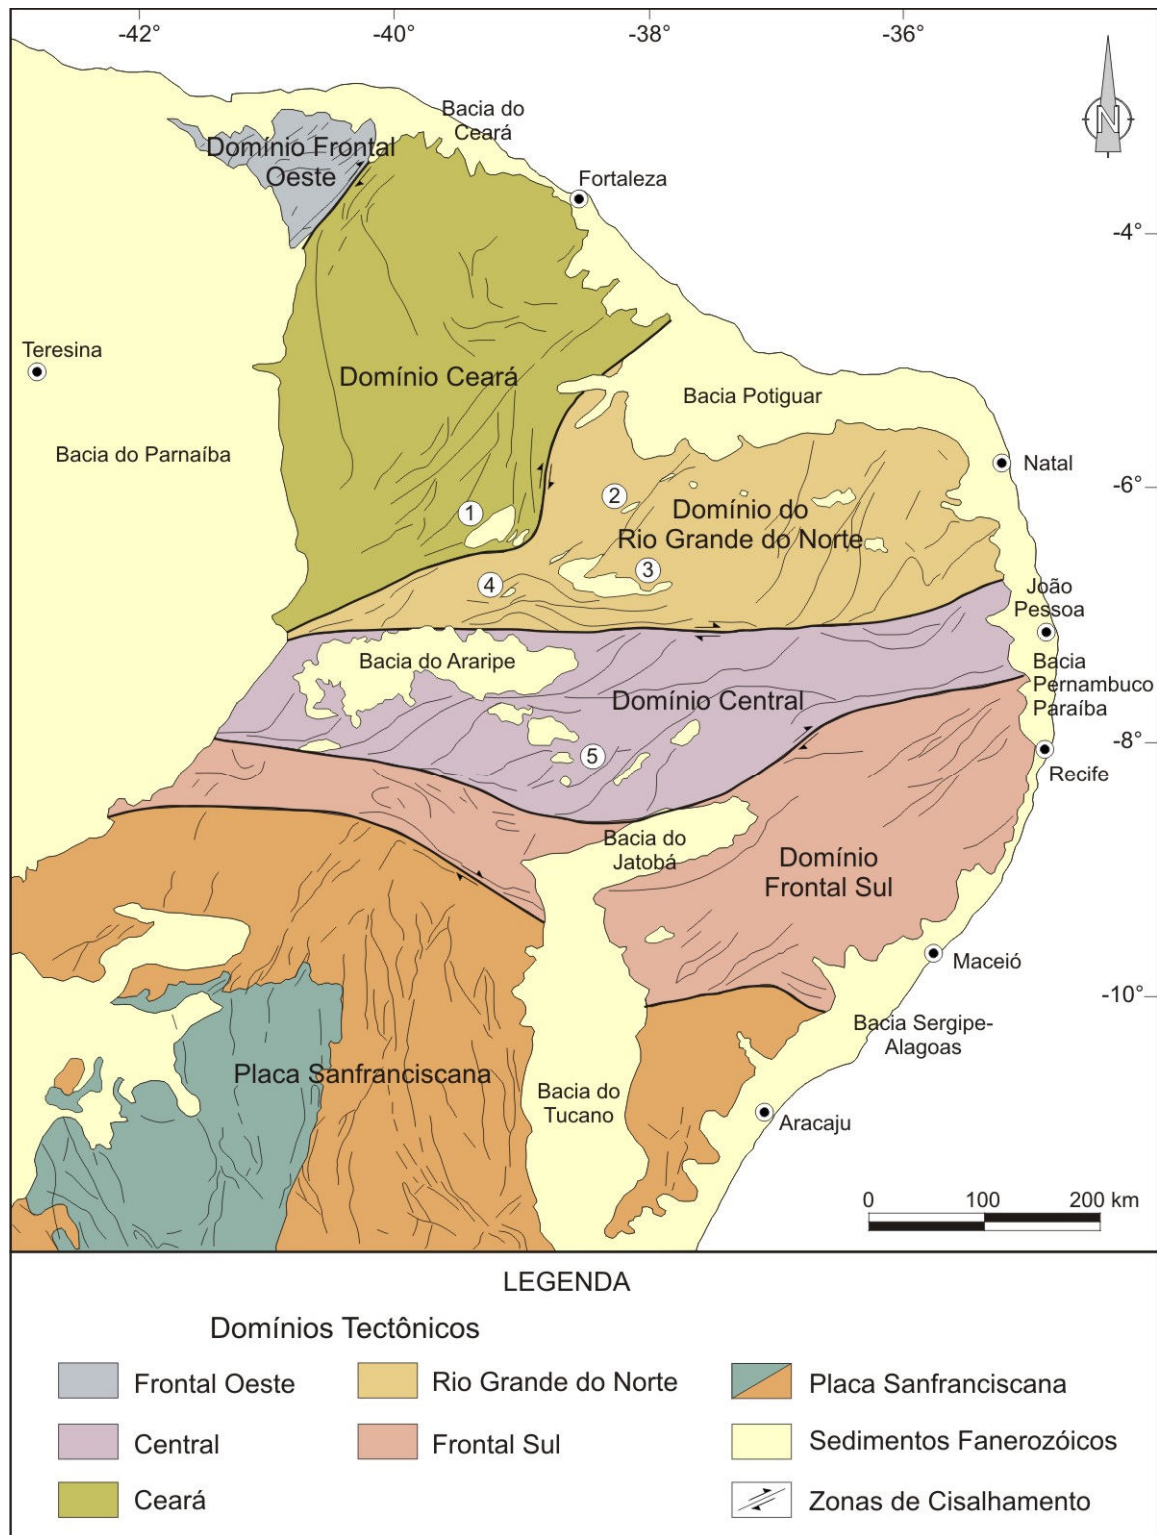 -42°
-40°
-38°
-36°
Bacia do
Ceará
N
Domínio Frontal
Oeste
Fortaleza
-4°
Teresina
Domínio Ceará
Bacia Potiguar
Bacia do Parnaíba
Natal
-6°
1
2
Domínio do
Rio Grande do Norte
3
4
João
Pessoa
Bacia do Araripe
Bacia
Pernambuco
Paraíba
Domínio Central
-8°
5
Recife
Bacia do
Jatobá
Domínio
Frontal Sul
Maceió
-10°
Bacia Sergipe-
Alagoas
Placa Sanfranciscana
Bacia do
Tucano
Aracaju
0 100 200 km
LEGENDA
Domínios Tectônicos
Frontal Oeste
Rio Grande do Norte
Placa Sanfranciscana
Central
Frontal Sul
Sedimentos Fanerozóicos
Ceará
Zonas de Cisalhamento